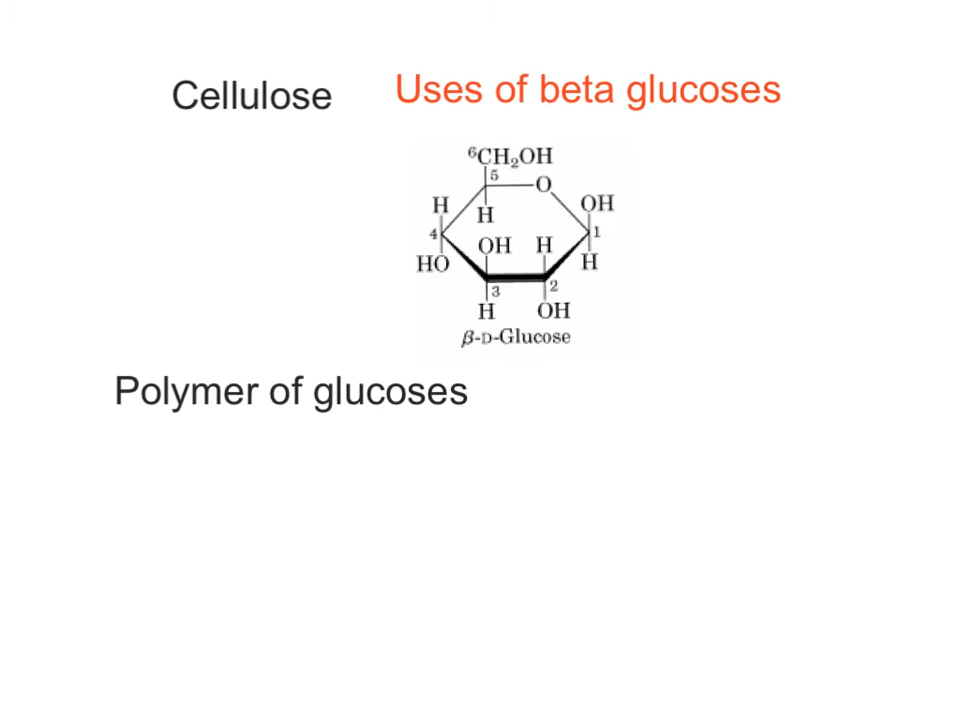 Cellulose
Uses of beta glucoses
⁶CH₂OH
5
O
H
H
OH
4
OH
H
1
HO
H
3
2
H
OH
β-D-Glucose
Polymer of glucoses